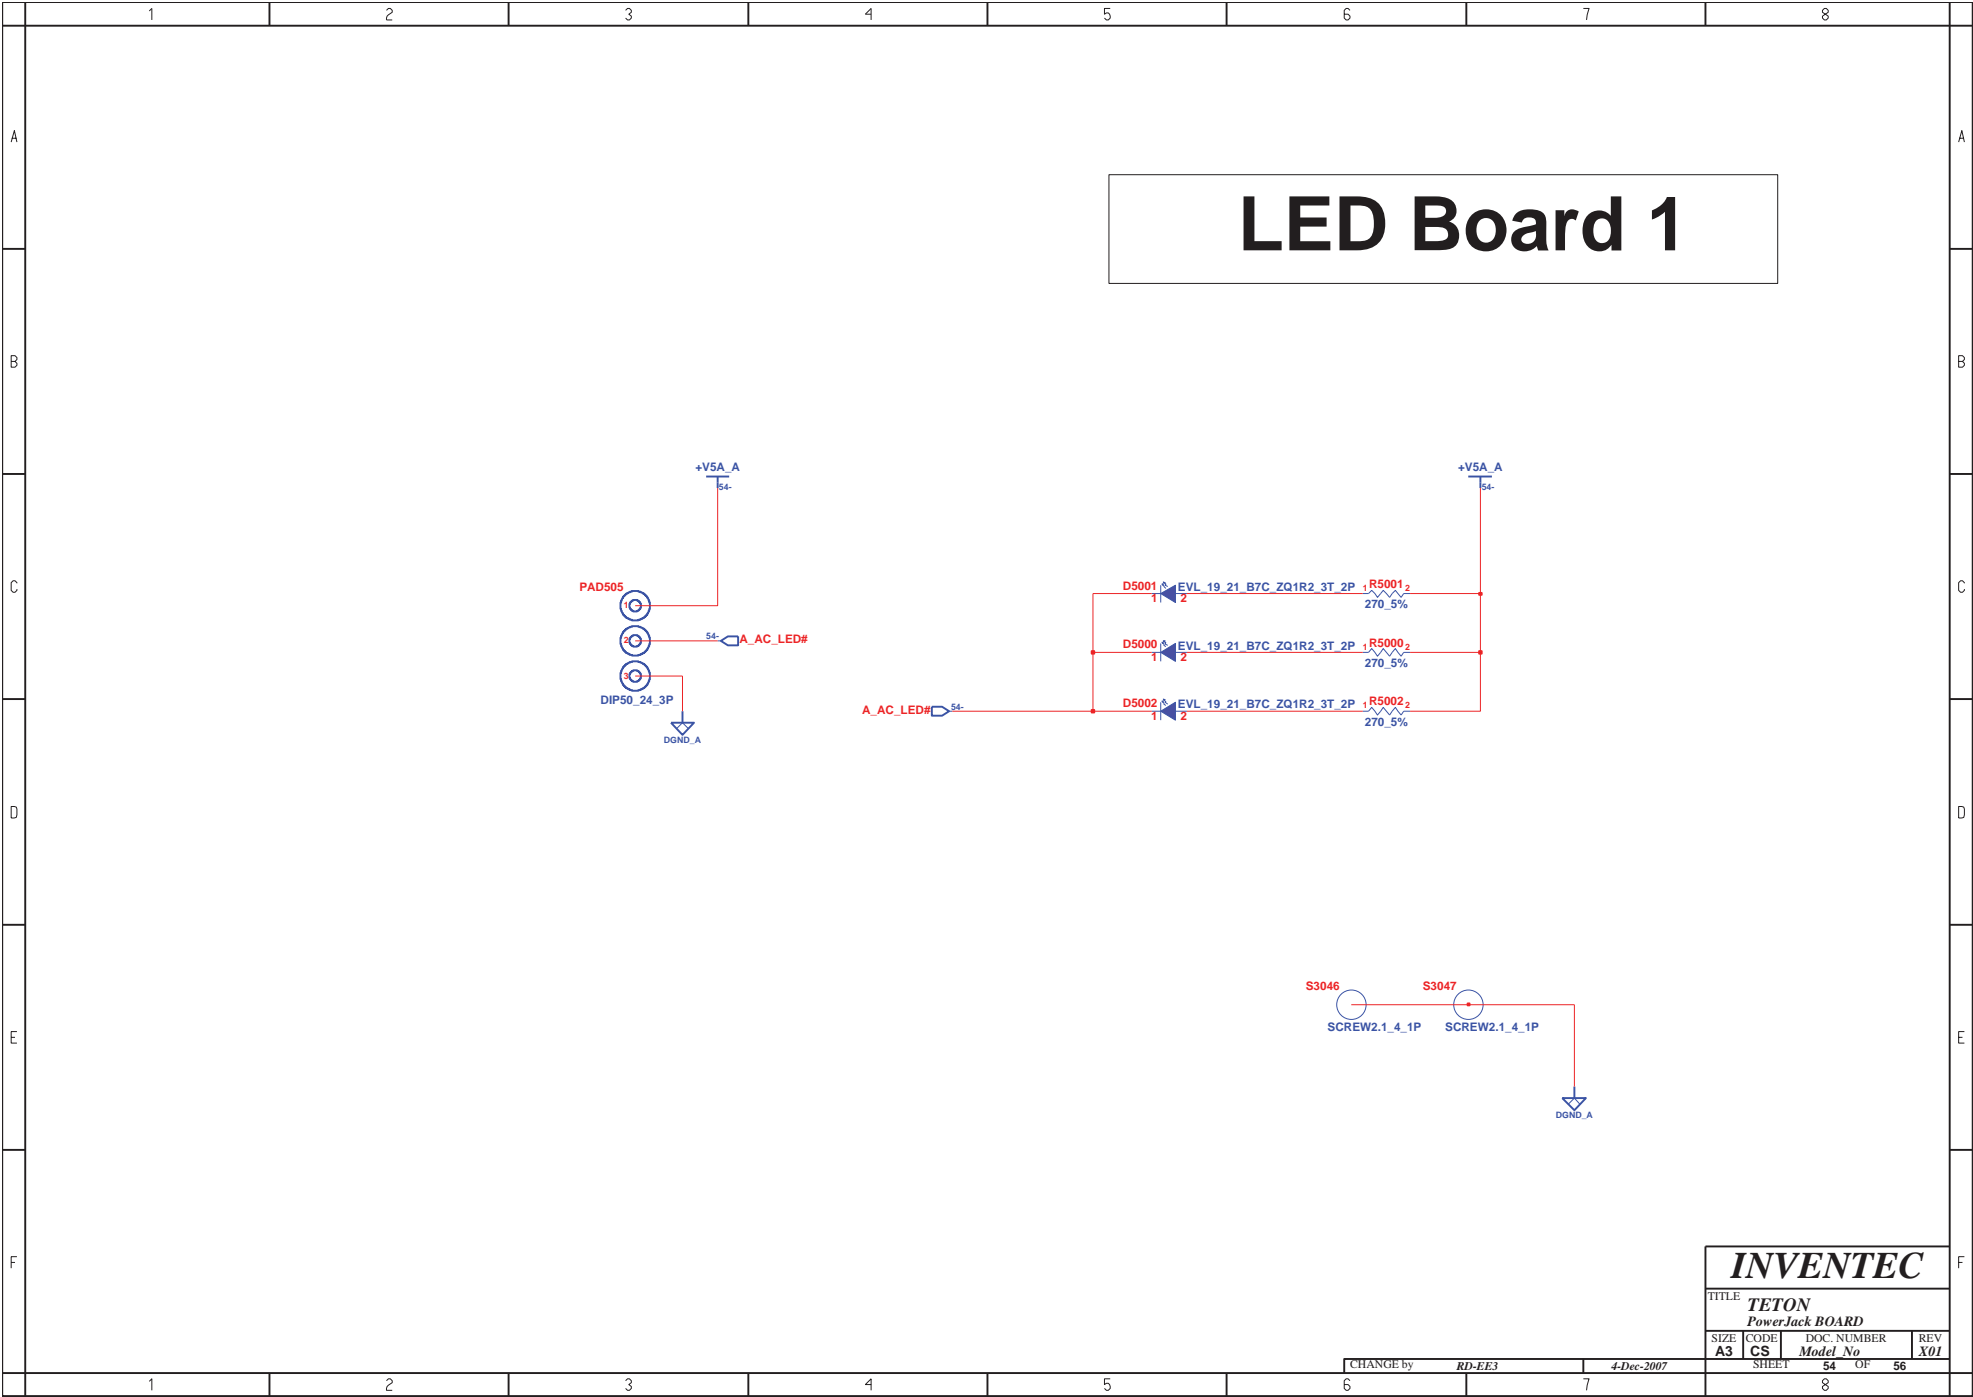 1 2 3 4 5 6 7 8
A A
LED Board 1
B B
+V5A_A +V5A_A
54- 54-
C C
PAD505
1
2 54- A_AC_LED#
3
DIP50_24_3P
DGND_A
D5001 EVL_19_21_B7C_ZQ1R2_3T_2P 1 R5001 2
1 2 270_5%
D5000 EVL_19_21_B7C_ZQ1R2_3T_2P 1 R5000 2
1 2 270_5%
D5002 EVL_19_21_B7C_ZQ1R2_3T_2P 1 R5002 2
A_AC_LED# 54- 1 2 270_5%
D D
S3046 S3047
SCREW2.1_4_1P SCREW2.1_4_1P
E E
DGND_A
F F
INVENTEC
TITLE TETON
PowerJack BOARD
SIZE CODE DOC. NUMBER REV
A3 CS Model_No X01
CHANGE by RD-EE3 4-Dec-2007 SHEET 54 OF 56
1 2 3 4 5 6 7 8